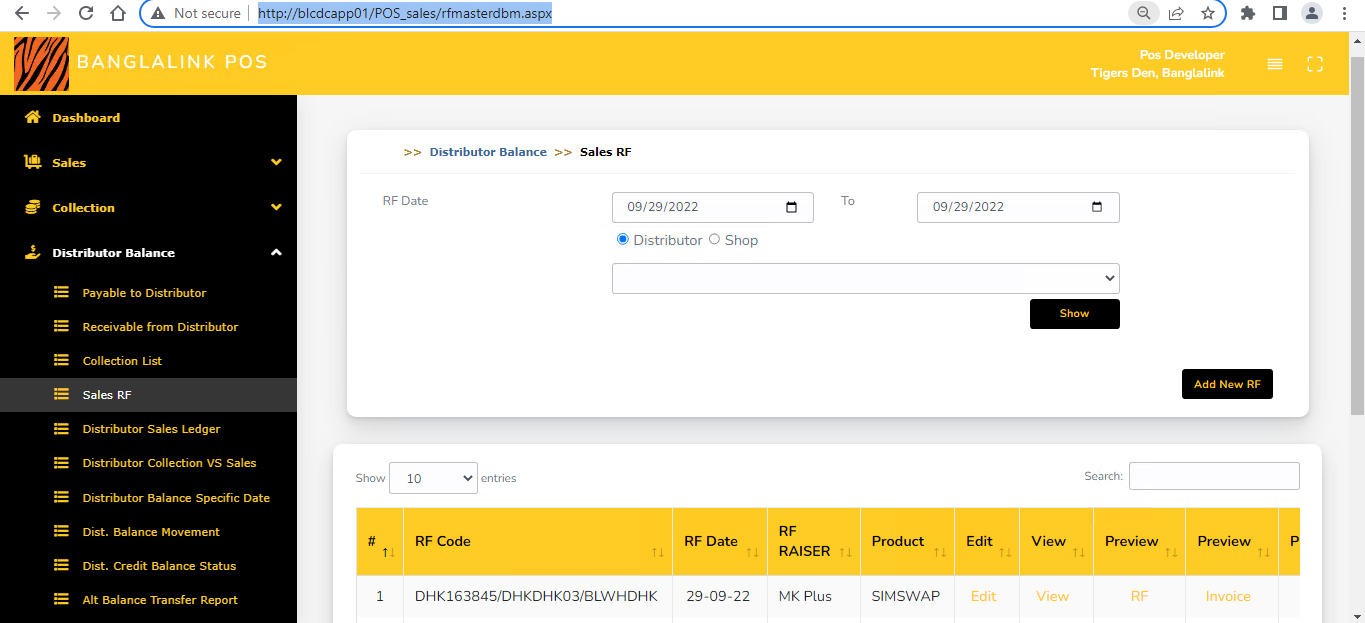 Not secure | http://blcdcapp01/POS_sales/rfmasterdbm.aspx
BANGLALINK POS
Pos Developer
Tigers Den, Banglalink
Dashboard
Sales
Collection
Distributor Balance
Payable to Distributor
Receivable from Distributor
Collection List
Sales RF
Distributor Sales Ledger
Distributor Collection VS Sales
Distributor Balance Specific Date
Dist. Balance Movement
Dist. Credit Balance Status
Alt Balance Transfer Report
>> Distributor Balance >> Sales RF
RF Date 09/29/2022 To 09/29/2022
Distributor Shop
Show
Add New RF
Show 10 entries Search:
# RF Code RF Date RF RAISER Product Edit View Preview Preview P
1 DHK163845/DHKDHK03/BLWHDHK 29-09-22 MK Plus SIMSWAP Edit View RF Invoice